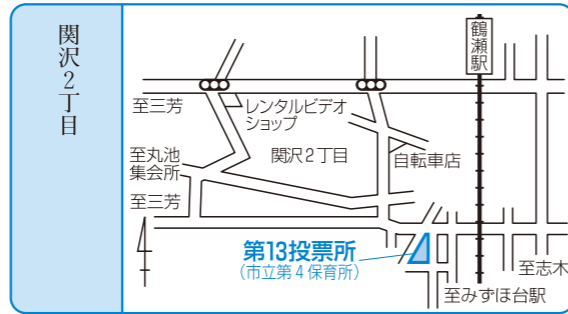 関沢2丁目
鶴瀬駅
至三芳
レンタルビデオ
ショップ
至丸池
集会所
関沢2丁目
自転車店
至三芳
第13投票所
(市立第4保育所)
至志木
至みずほ台駅